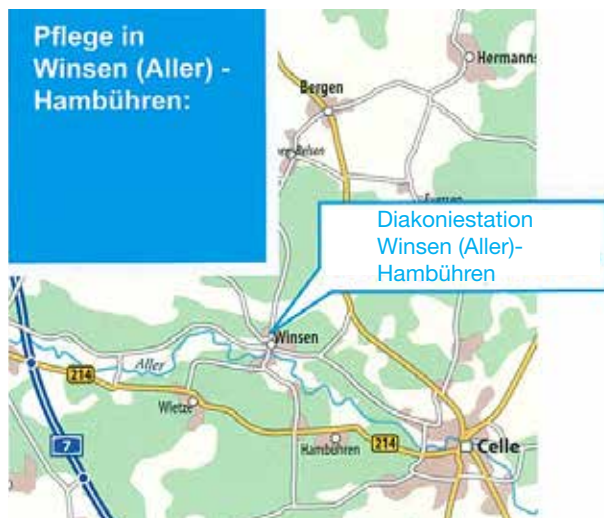 Pflege in
Winsen (Aller) -
Hambühren:
Hermanns
Bergen
Diakoniestation
Winsen (Aller)-
Hambühren
Winsen
Aller
214
Wietze
7
Hambühren
214
Celle